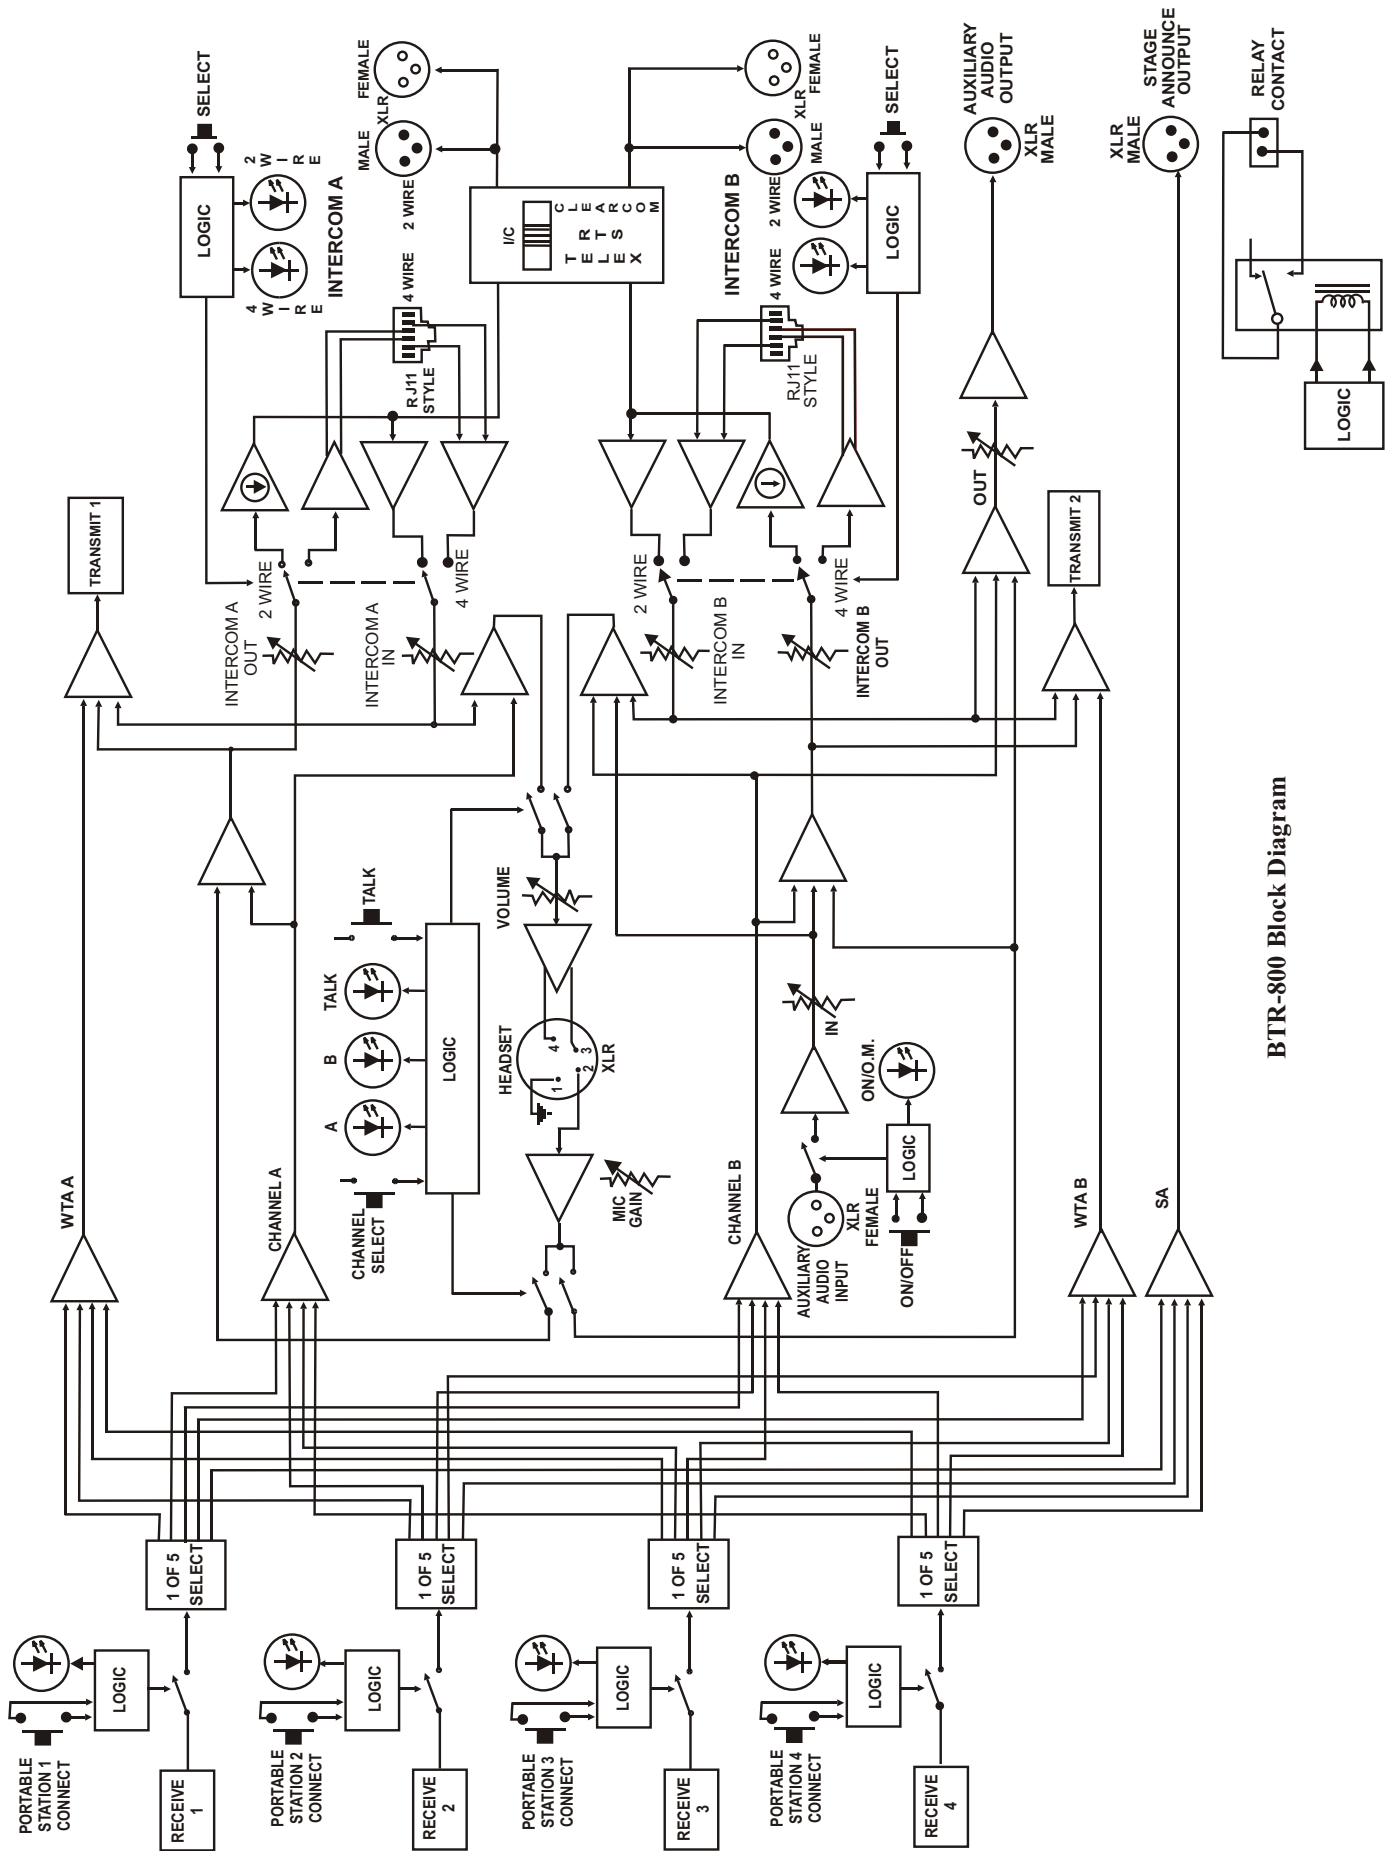 BTR-800 Block Diagram
PORTABLE
STATION 1
CONNECT
LOGIC
RECEIVE
1
1 OF 5
SELECT
PORTABLE
STATION 2
CONNECT
LOGIC
RECEIVE
2
1 OF 5
SELECT
PORTABLE
STATION 3
CONNECT
LOGIC
RECEIVE
3
1 OF 5
SELECT
PORTABLE
STATION 4
CONNECT
LOGIC
RECEIVE
4
1 OF 5
SELECT
WTA A
CHANNEL A
CHANNEL B
WTA B
SA
CHANNEL
SELECT
A
B
TALK
TALK
LOGIC
MIC
GAIN
HEADSET
XLR
1
2
3
4
VOLUME
AUXILIARY
AUDIO
INPUT
XLR
FEMALE
ON/OFF
LOGIC
ON/O.M.
IN
TRANSMIT 1
INTERCOM A
OUT
2 WIRE
INTERCOM A
IN
4 WIRE
LOGIC
SELECT
4
W
I
R
E
2
W
I
R
E
INTERCOM A
RJ11
STYLE
4 WIRE
2 WIRE
MALE
XLR
FEMALE
I/C
T
E
L
E
X
R
T
S
C
L
E
A
R
C
O
M
2 WIRE
INTERCOM B
IN
4 WIRE
INTERCOM B
OUT
RJ11
STYLE
INTERCOM B
4 WIRE
2 WIRE
MALE
XLR
FEMALE
LOGIC
SELECT
TRANSMIT 2
OUT
AUXILIARY
AUDIO
OUTPUT
XLR
MALE
STAGE
ANNOUNCE
OUTPUT
XLR
MALE
RELAY
CONTACT
LOGIC